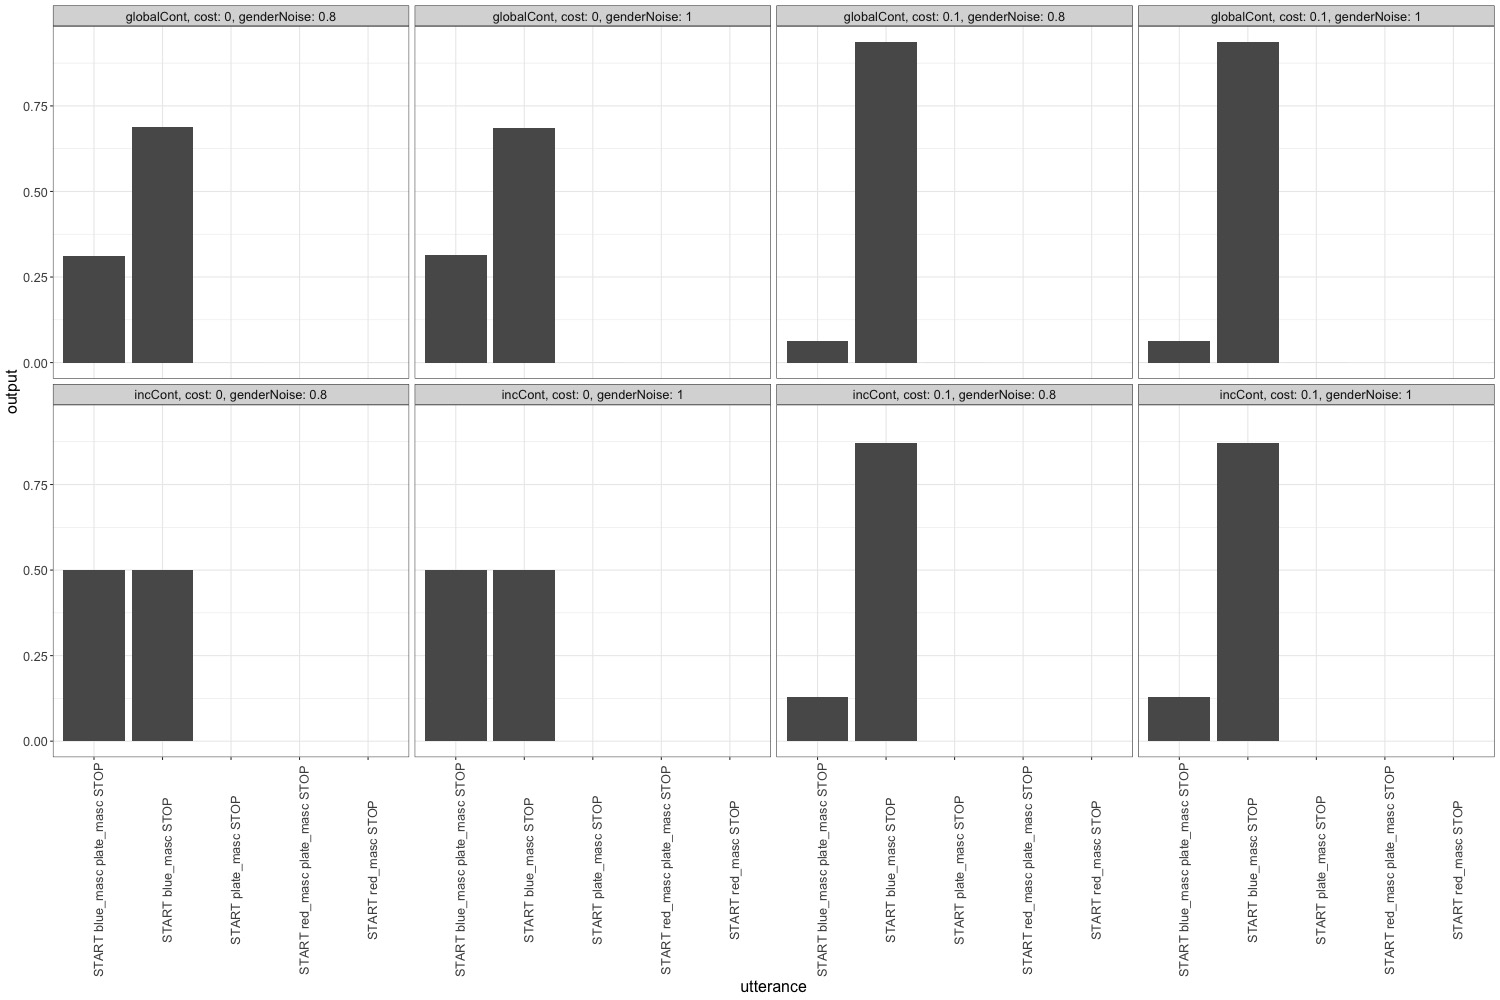 globalCont, cost: 0, genderNoise: 0.8
globalCont, cost: 0, genderNoise: 1
globalCont, cost: 0.1, genderNoise: 0.8
globalCont, cost: 0.1, genderNoise: 1
0.75
0.50
0.25
0.00
output
incCont, cost: 0, genderNoise: 0.8
incCont, cost: 0, genderNoise: 1
incCont, cost: 0.1, genderNoise: 0.8
incCont, cost: 0.1, genderNoise: 1
0.75
0.50
0.25
0.00
START blue_masc plate_masc STOP
START blue_masc STOP
START plate_masc STOP
START red_masc plate_masc STOP
START red_masc STOP
START blue_masc plate_masc STOP
START blue_masc STOP
START plate_masc STOP
START red_masc plate_masc STOP
START red_masc STOP
START blue_masc plate_masc STOP
START blue_masc STOP
START plate_masc STOP
START red_masc plate_masc STOP
START red_masc STOP
START blue_masc plate_masc STOP
START blue_masc STOP
START plate_masc STOP
START red_masc plate_masc STOP
START red_masc STOP
utterance